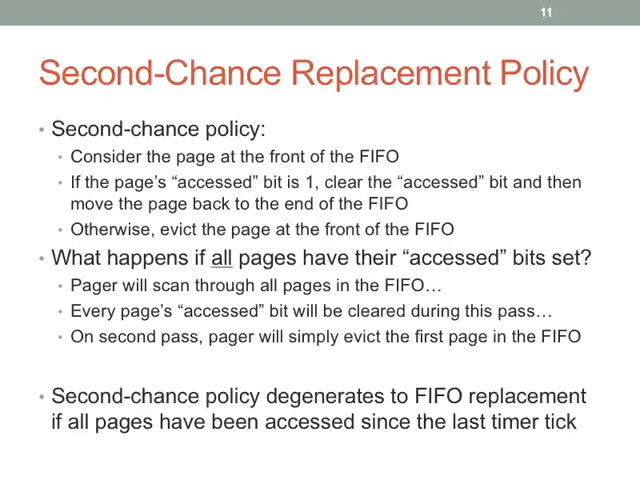 11
Second-Chance Replacement Policy
• Second-chance policy:
• Consider the page at the front of the FIFO
• If the page’s “accessed” bit is 1, clear the “accessed” bit and then
move the page back to the end of the FIFO
• Otherwise, evict the page at the front of the FIFO
• What happens if all pages have their “accessed” bits set?
• Pager will scan through all pages in the FIFO…
• Every page’s “accessed” bit will be cleared during this pass…
• On second pass, pager will simply evict the first page in the FIFO
• Second-chance policy degenerates to FIFO replacement
if all pages have been accessed since the last timer tick